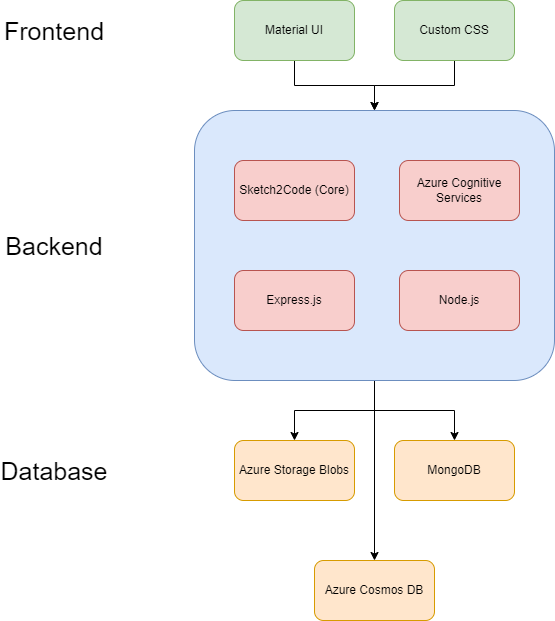 Frontend
Material UI
Custom CSS
Backend
Sketch2Code (Core)
Azure Cognitive
Services
Express.js
Node.js
Database
Azure Storage Blobs
MongoDB
Azure Cosmos DB